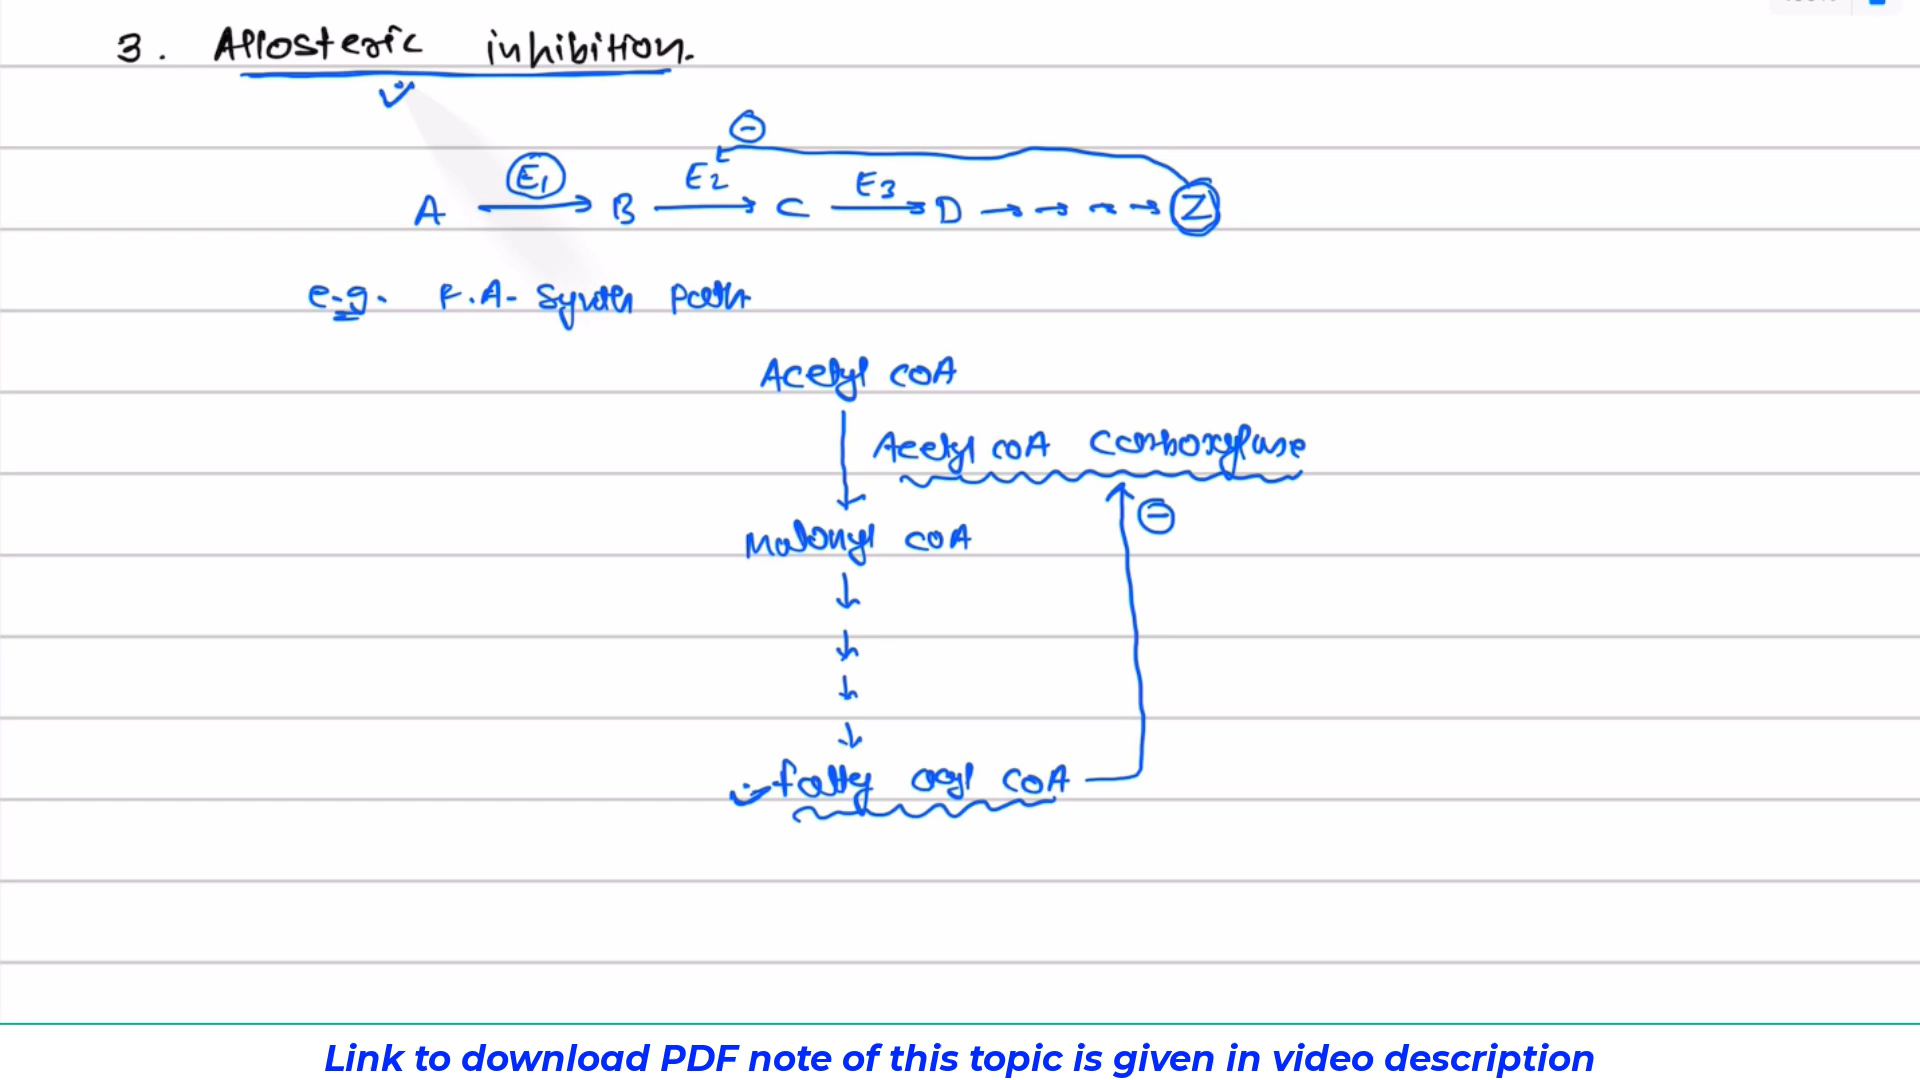 3. Allosteric inhibition.
⊖
E1 E2 E3
A → B → C → D → → → → Z
e.g. F.A. Synth Path
Acetyl coA
Acetyl coA Carboxylase
⊖
Malonyl coA
fatty acyl coA
Link to download PDF note of this topic is given in video description